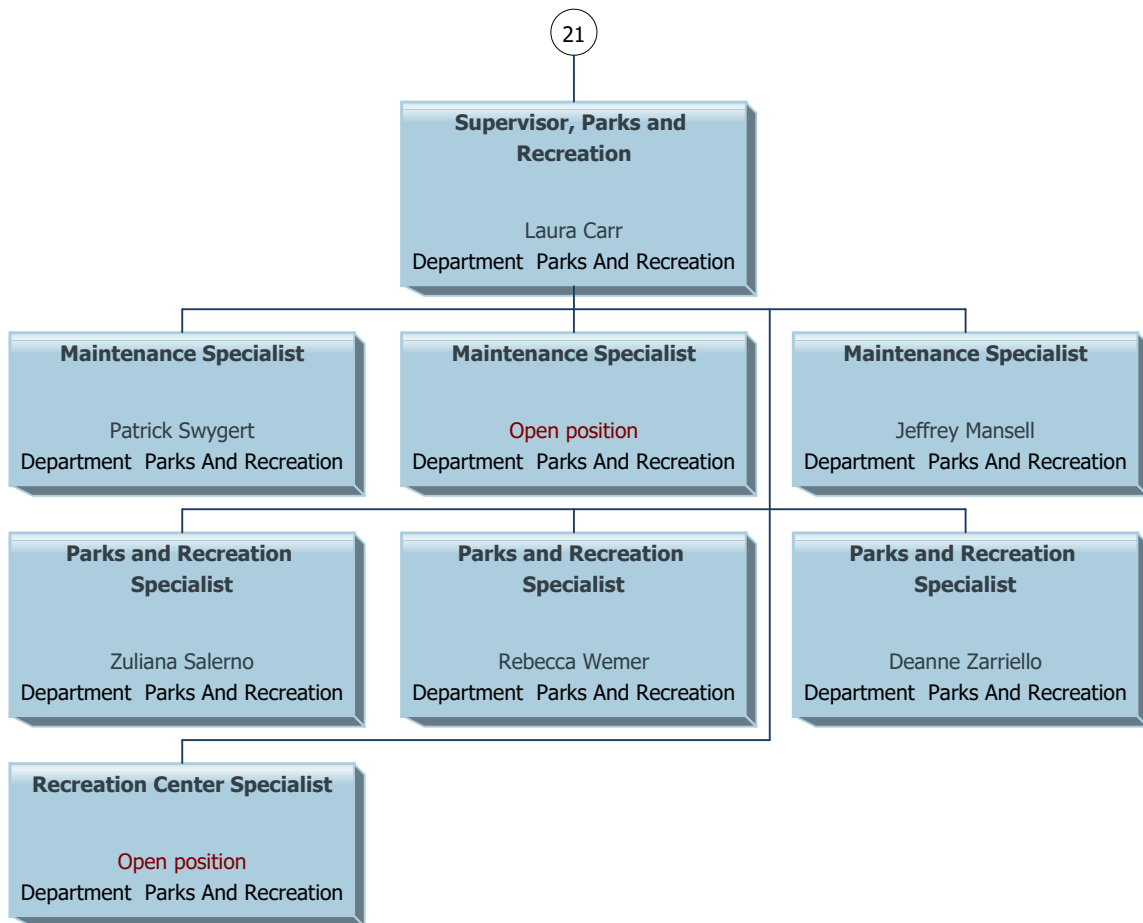 21
Supervisor, Parks and
Recreation
Laura Carr
Department  Parks And Recreation
Maintenance Specialist
Patrick Swygert
Department  Parks And Recreation
Maintenance Specialist
Open position
Department  Parks And Recreation
Maintenance Specialist
Jeffrey Mansell
Department  Parks And Recreation
Parks and Recreation
Specialist
Zuliana Salerno
Department  Parks And Recreation
Parks and Recreation
Specialist
Rebecca Wemer
Department  Parks And Recreation
Parks and Recreation
Specialist
Deanne Zarriello
Department  Parks And Recreation
Recreation Center Specialist
Open position
Department  Parks And Recreation